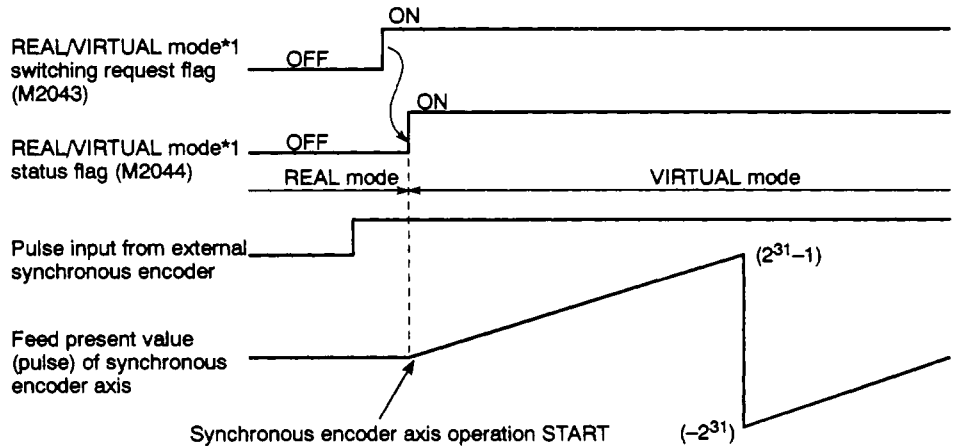 ON
REAL/VIRTUAL mode*1
switching request flag
(M2043)
OFF
ON
REAL/VIRTUAL mode*1
status flag (M2044)
OFF
REAL mode
VIRTUAL mode
Pulse input from external
synchronous encoder
(2³¹–1)
Feed present value
(pulse) of synchronous
encoder axis
Synchronous encoder axis operation START
(–2³¹)